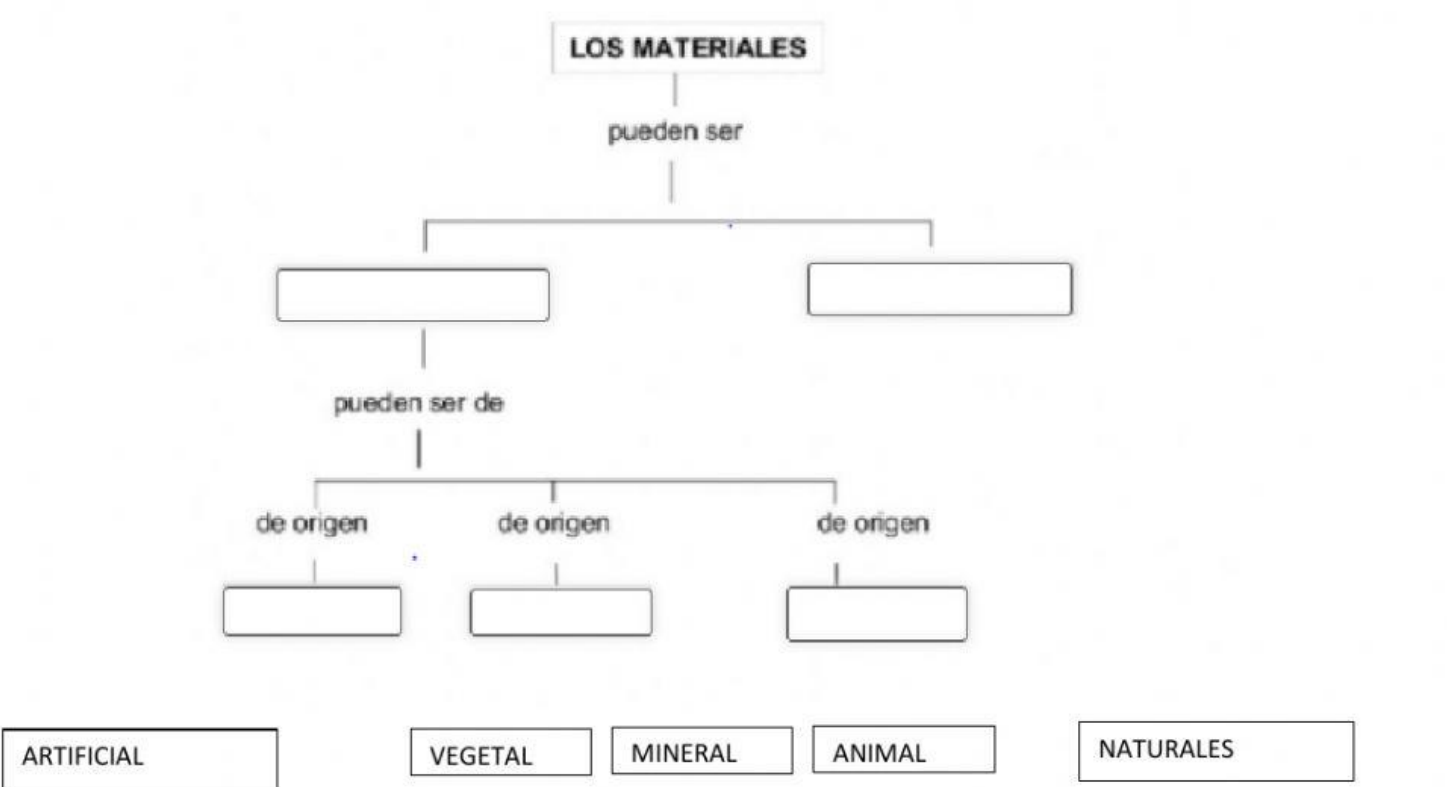 LOS MATERIALES
pueden ser
pueden ser de
de origen de origen de origen
ARTIFICIAL VEGETAL MINERAL ANIMAL NATURALES